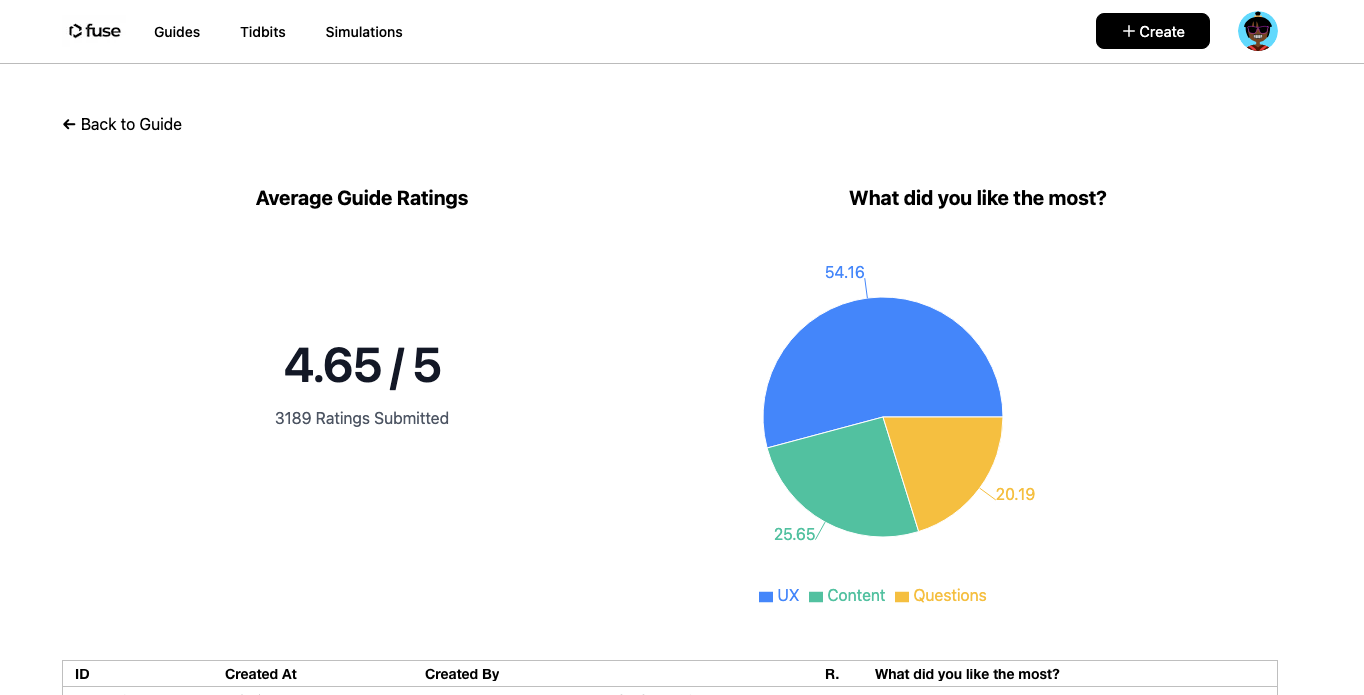 fuse Guides Tidbits Simulations + Create
← Back to Guide
Average Guide Ratings
4.65 / 5
3189 Ratings Submitted
What did you like the most?
54.16
20.19
25.65
UX Content Questions
ID Created At Created By R. What did you like the most?